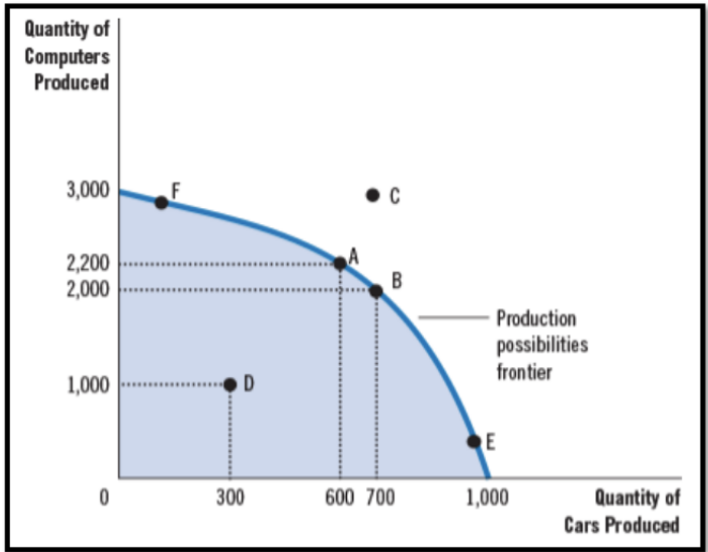 Quantity of
Computers
Produced
3,000
F
C
2,200
A
2,000
B
Production
possibilities
frontier
1,000
D
E
0
300
600
700
1,000
Quantity of
Cars Produced